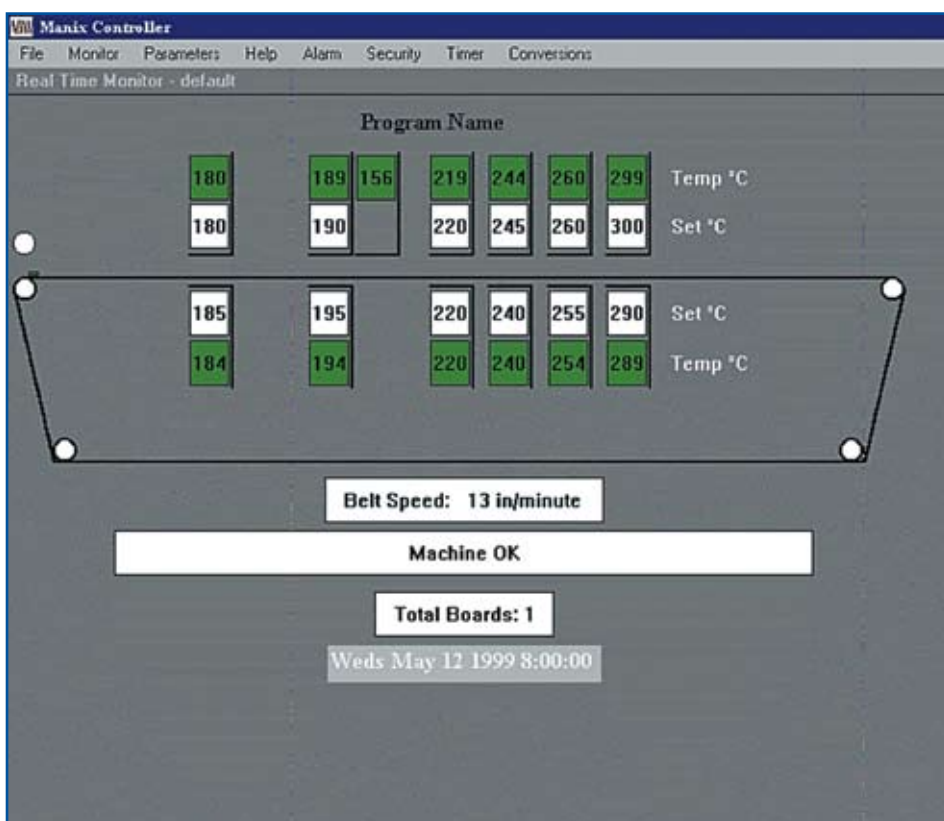 Manix Controller
File Monitor Parameters Help Alarm Security Timer Conversions
Real Time Monitor - default
Program Name
180 189 156 219 244 260 299 Temp °C
180 190 220 245 260 300 Set °C
185 195 220 240 255 290 Set °C
184 194 220 240 254 289 Temp °C
Belt Speed: 13 in/minute
Machine OK
Total Boards: 1
Weds May 12 1999 8:00:00